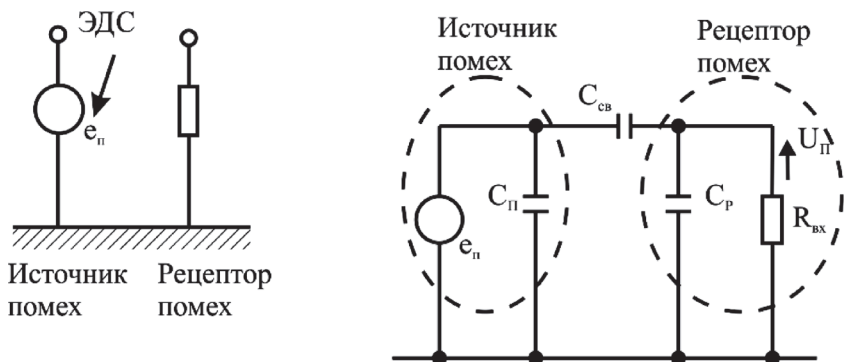 ЭДС
eп
Источник
помех
Рецептор
помех
Источник
помех
Рецептор
помех
Cсв
CП
CР
UП
Rвх
eп